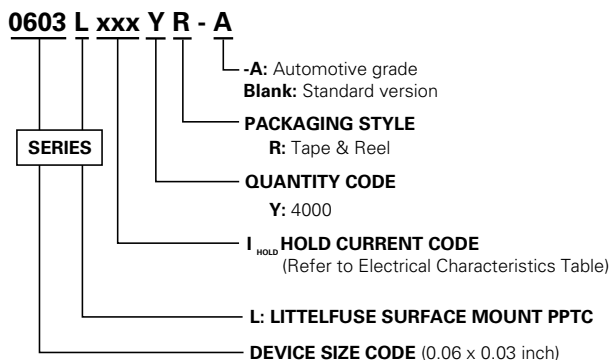 0603 L xxx Y R - A
-A: Automotive grade
Blank: Standard version
PACKAGING STYLE
R: Tape & Reel
SERIES
QUANTITY CODE
Y: 4000
I HOLD HOLD CURRENT CODE
(Refer to Electrical Characteristics Table)
L: LITTELFUSE SURFACE MOUNT PPTC
DEVICE SIZE CODE (0.06 x 0.03 inch)